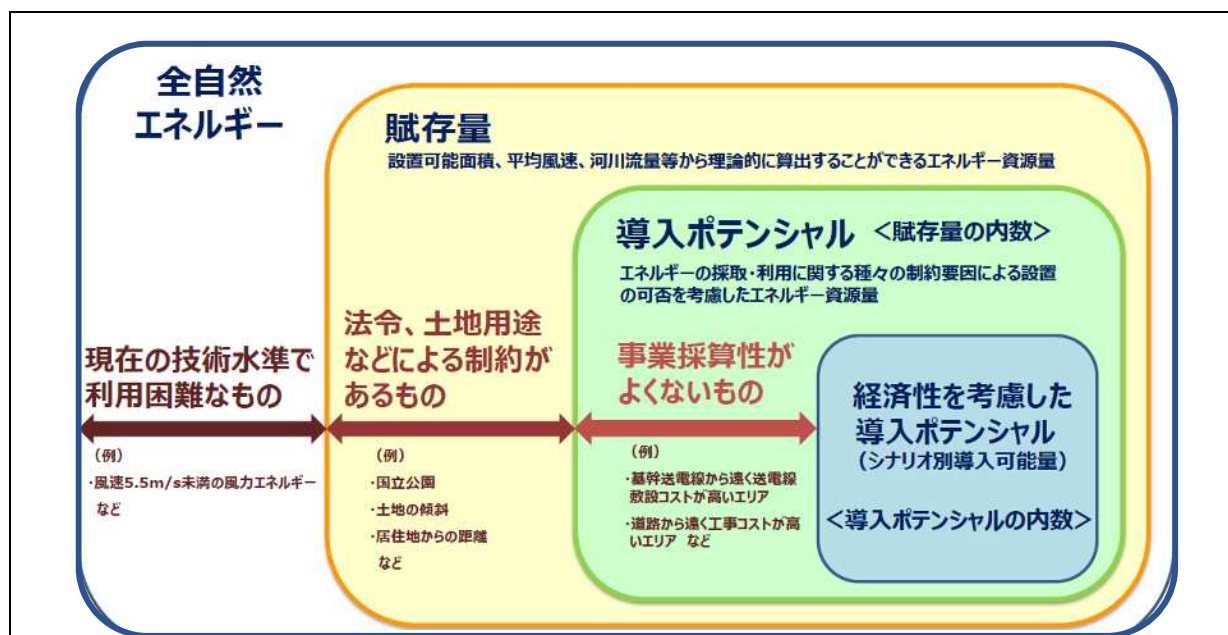 全自然
エネルギー
賦存量
設置可能面積、平均風速、河川流量等から理論的に算出することができるエネルギー資源量
導入ポテンシャル <賦存量の内数>
エネルギーの採取・利用に関する種々の制約要因による設置
の可否を考慮したエネルギー資源量
現在の技術水準で
利用困難なもの
(例)
・風速5.5m/s未満の風力エネルギー
など
法令、土地用途
などによる制約が
あるもの
(例)
・国立公園
・土地の傾斜
・居住地からの距離
など
事業採算性が
よくないもの
(例)
・基幹送電線から遠く送電線
敷設コストが高いエリア
・道路から遠く工事コストが高
いエリア など
経済性を考慮した
導入ポテンシャル
(シナリオ別導入可能量)
<導入ポテンシャルの内数>